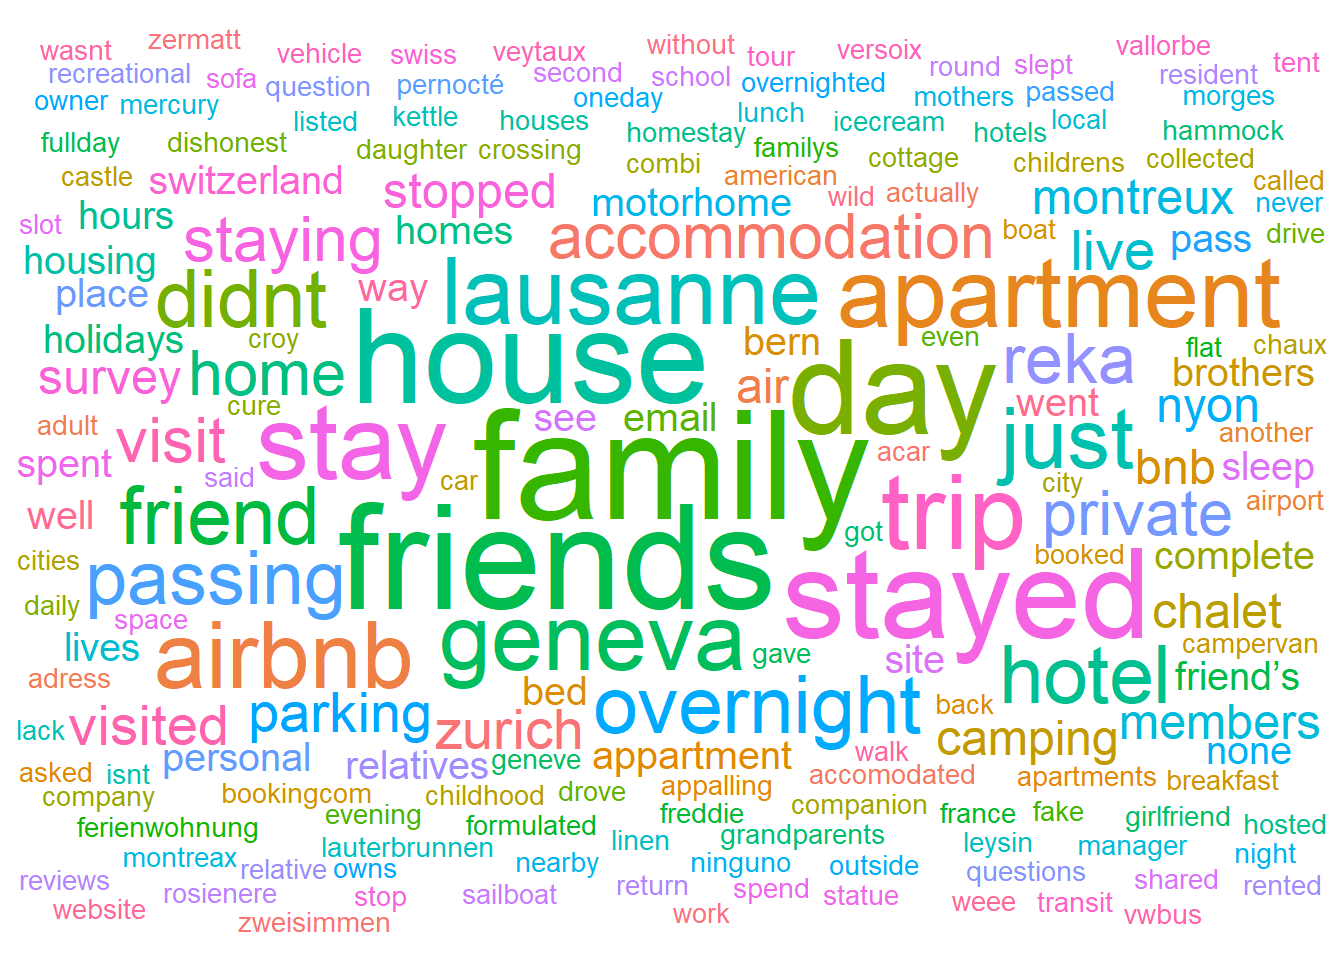 wasnt zermatt vehicle swiss veytaux without tour versoix vallorbe tent
recreational sofa question pernocté second school overnighted round slept resident
owner mercury oneday mothers passed morges
listed kettle houses lunch icecream local
fullday dishonest daughter crossing homestay familys hotels hammock
castle switzerland stopped combi american cottage childrens collected called
slot hours motorhome wild actually montreux never
staying homes accommodation boat live pass drive
housing place didnt way lausanne apartment
holidays croy house bern even reka flat chaux
survey home air day brothers
cure stay see email went nyon
adult visit family acar just another
spent said car city bnb sleep
well friend friends got trip private airport
cities passing booked complete
daily space stayed chalet
lives airbnb geneva gave site campervan
adress bed hotel friend’s
lack visited parking zurich overnight back camping members
asked isnt personal relatives geneve appartment walk none
company bookingcom childhood drove appalling accomodated apartments breakfast
ferienwohnung evening formulated freddie companion france fake girlfriend hosted
montreax lauterbrunnen linen grandparents leysin manager night
reviews relative owns nearby ninguno outside questions shared
rosienere stop sailboat return spend statue rented
website zweisimmen work weee transit vwbus